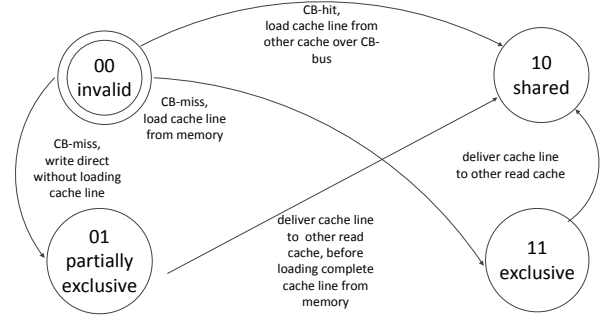 CB-hit,
load cache line from
other cache over CB-
bus
00
invalid
10
shared
CB-miss,
load cache line
from memory
CB-miss,
write direct
without loading
cache line
deliver cache line
to other read cache
01
partially
exclusive
deliver cache line
to other read
cache, before
loading complete
cache line from
memory
11
exclusive